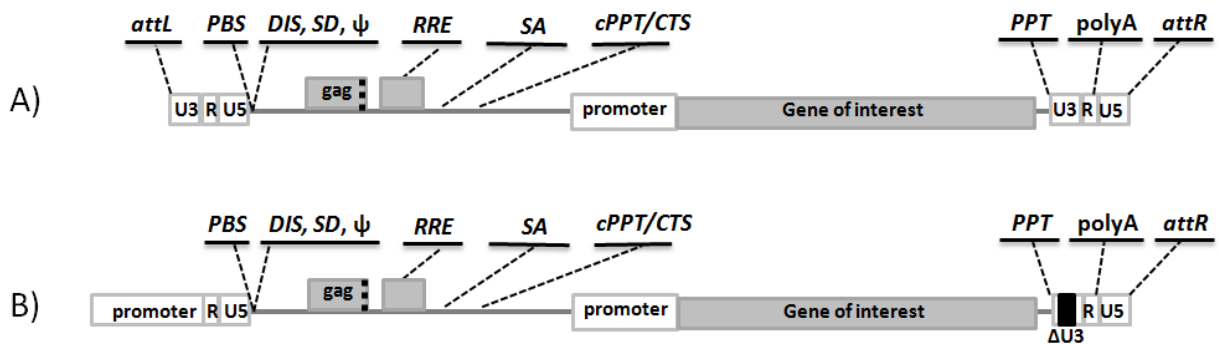 attL PBS DIS, SD, ψ RRE SA cPPT/CTS PPT polyA attR
A) U3 R U5 gag promoter Gene of interest U3 R U5
PBS DIS, SD, ψ RRE SA cPPT/CTS PPT polyA attR
B) promoter R U5 gag promoter Gene of interest R U5
ΔU3